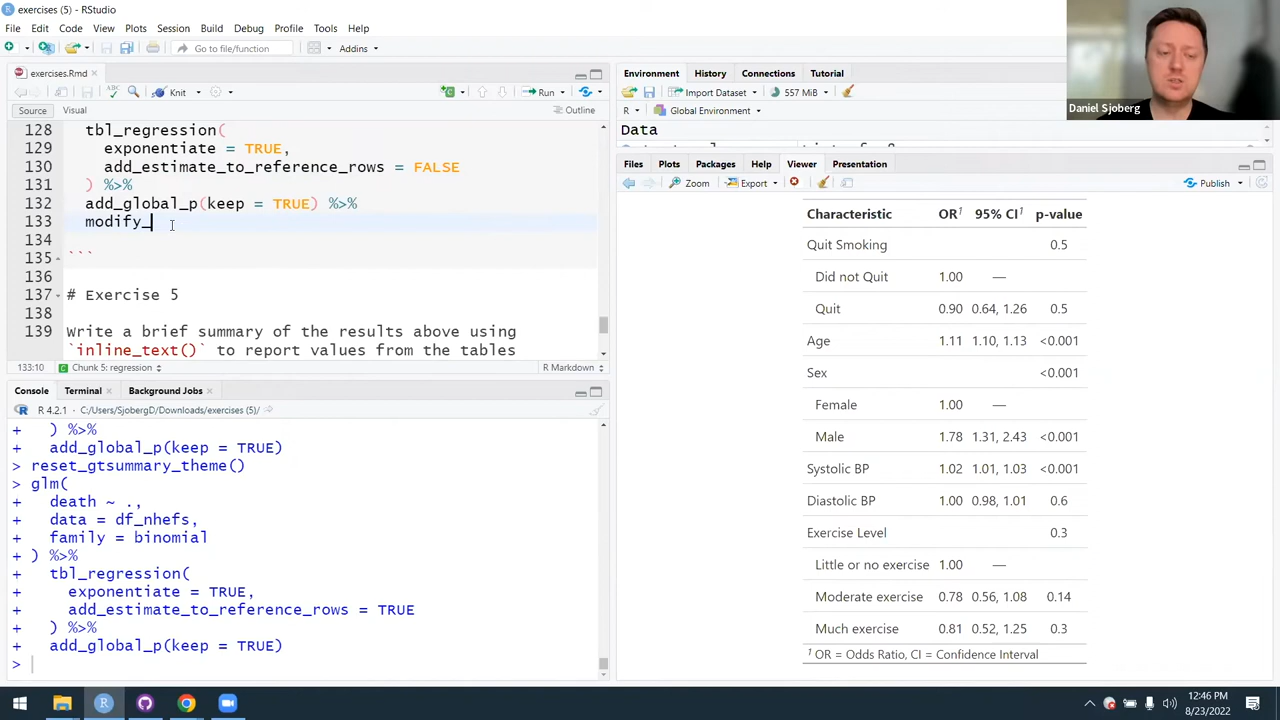 exercises (5) - RStudio
File Edit Code View Plots Session Build Debug Profile Tools Help
Go to file/function Addins
exercises.Rmd
Knit Run
Source Visual Outline
128 tbl_regression(
129 exponentiate = TRUE,
130 add_estimate_to_reference_rows = FALSE
131 ) %>%
132 add_global_p(keep = TRUE) %>%
133 modify_
134
135 ```
136
137 # Exercise 5
138
139 Write a brief summary of the results above using
`inline_text()` to report values from the tables
133:10 Chunk 5: regression R Markdown
Console Terminal Background Jobs
R 4.2.1 · C:/Users/SjobergD/Downloads/exercises (5)/
+ ) %>%
+ add_global_p(keep = TRUE)
> reset_gtsummary_theme()
> glm(
+ death ~ .,
+ data = df_nhefs,
+ family = binomial
+ ) %>%
+ tbl_regression(
+ exponentiate = TRUE,
+ add_estimate_to_reference_rows = TRUE
+ ) %>%
+ add_global_p(keep = TRUE)
>
Environment History Connections Tutorial
Import Dataset 557 MiB
R Global Environment
Data
Daniel Sjoberg
Files Plots Packages Help Viewer Presentation
Zoom Export Publish
Characteristic OR1 95% CI1 p-value
Quit Smoking 0.5
Did not Quit 1.00 —
Quit 0.90 0.64, 1.26 0.5
Age 1.11 1.10, 1.13 <0.001
Sex <0.001
Female 1.00 —
Male 1.78 1.31, 2.43 <0.001
Systolic BP 1.02 1.01, 1.03 <0.001
Diastolic BP 1.00 0.98, 1.01 0.6
Exercise Level 0.3
Little or no exercise 1.00 —
Moderate exercise 0.78 0.56, 1.08 0.14
Much exercise 0.81 0.52, 1.25 0.3
1 OR = Odds Ratio, CI = Confidence Interval
12:46 PM
8/23/2022